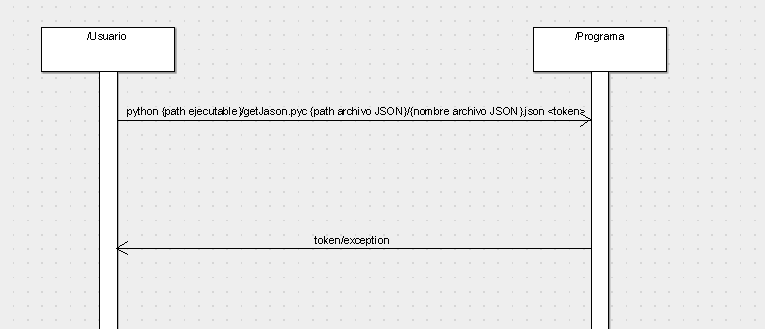 /Usuario
/Programa
python {path ejecutable}/getJason.pyc {path archivo JSON}/{nombre archivo JSON}.json <token>
token/exception